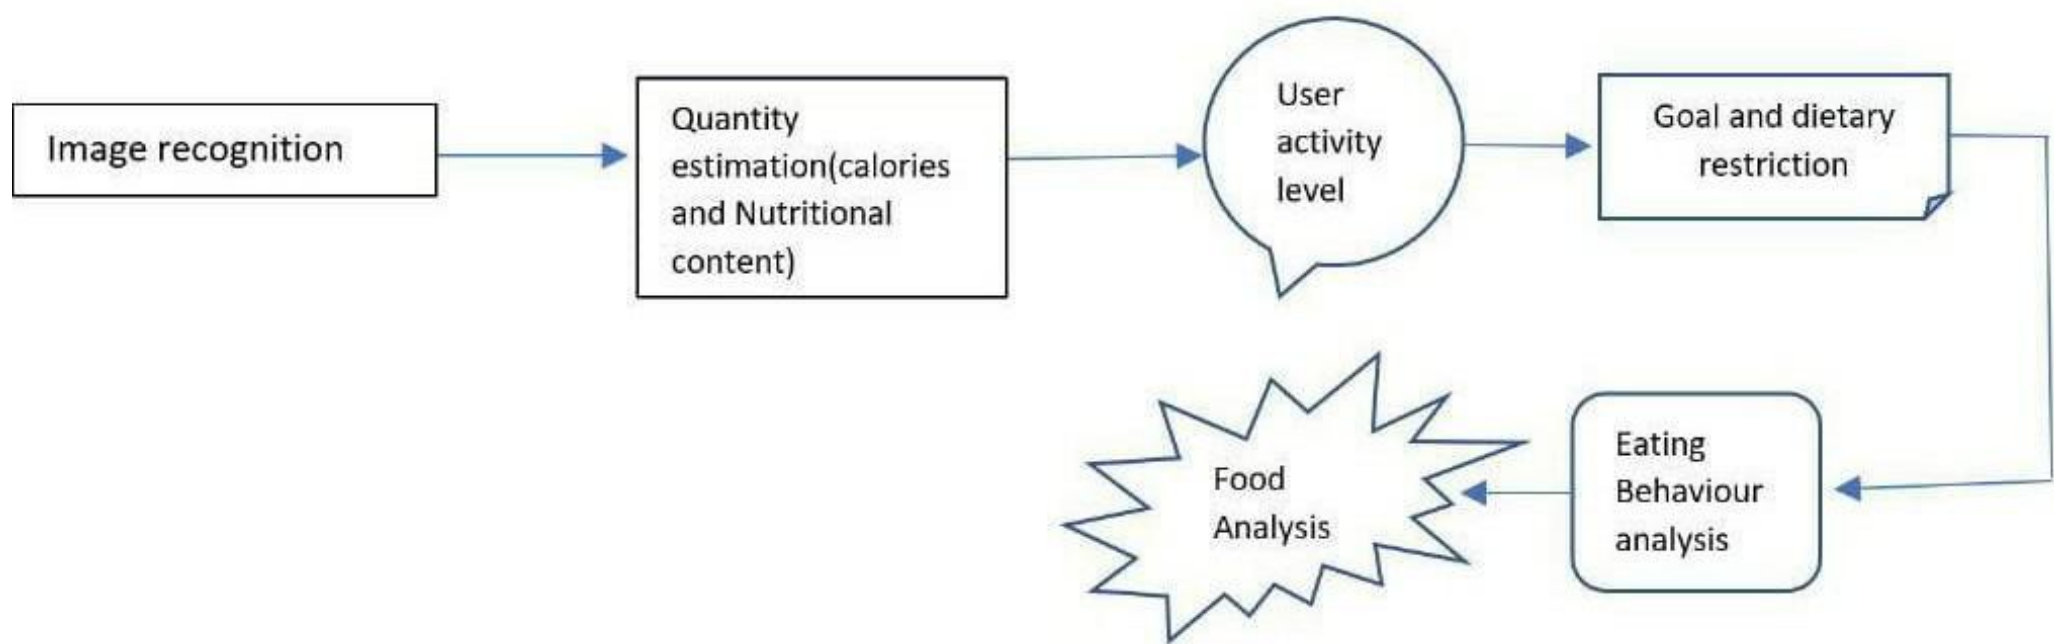 Image recognition
Quantity
estimation(calories
and Nutritional
content)
User
activity
level
Goal and dietary
restriction
Eating
Behaviour
analysis
Food
Analysis